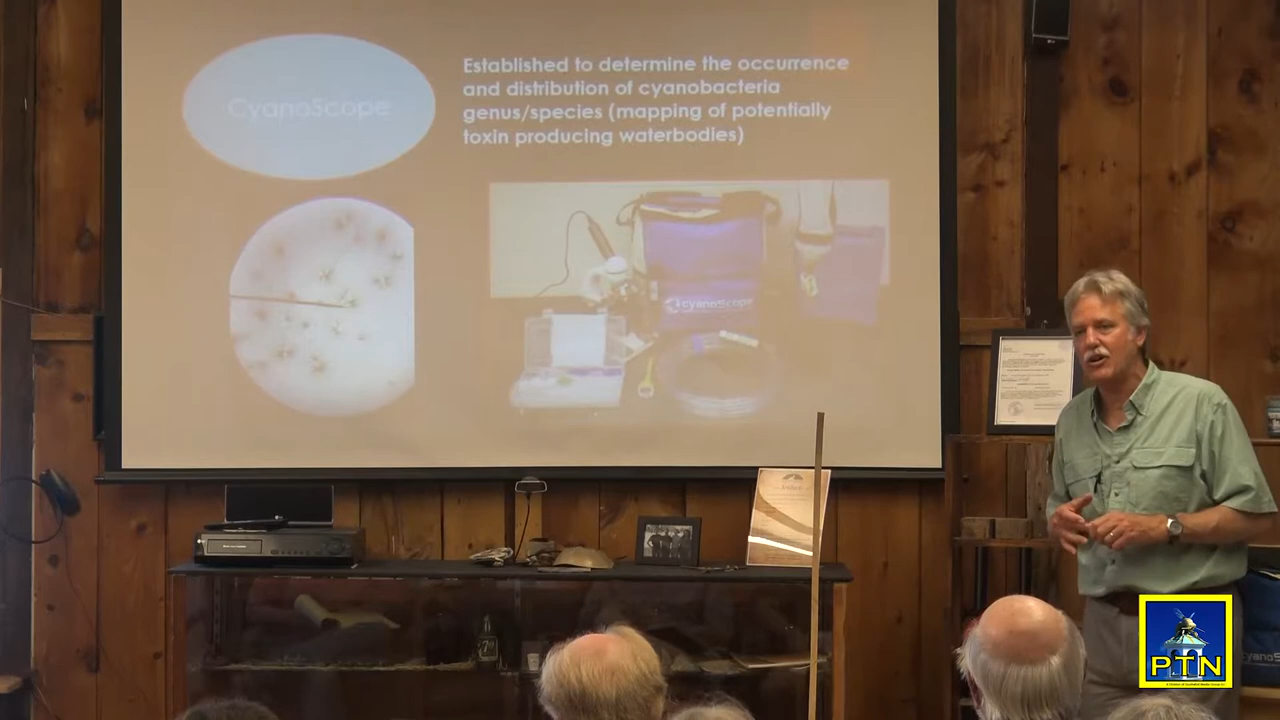 CyanoScope
Established to determine the occurrence
and distribution of cyanobacteria
genus/species (mapping of potentially
toxin producing waterbodies)
cyanoScope
PTN